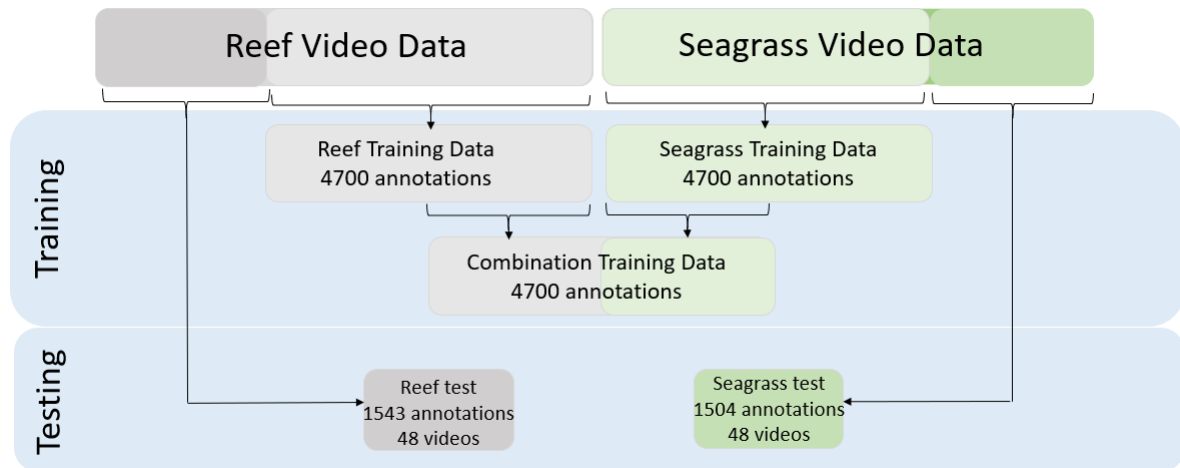 Reef Video Data
Seagrass Video Data
Training
Reef Training Data
4700 annotations
Seagrass Training Data
4700 annotations
Combination Training Data
4700 annotations
Testing
Reef test
1543 annotations
48 videos
Seagrass test
1504 annotations
48 videos